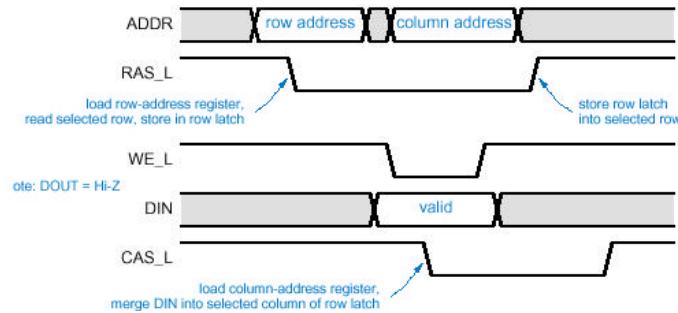 ADDR
row address
column address
RAS_L
load row-address register,
read selected row, store in row latch
store row latch
into selected row
WE_L
ote: DOUT = Hi-Z
DIN
valid
CAS_L
load column-address register,
merge DIN into selected column of row latch